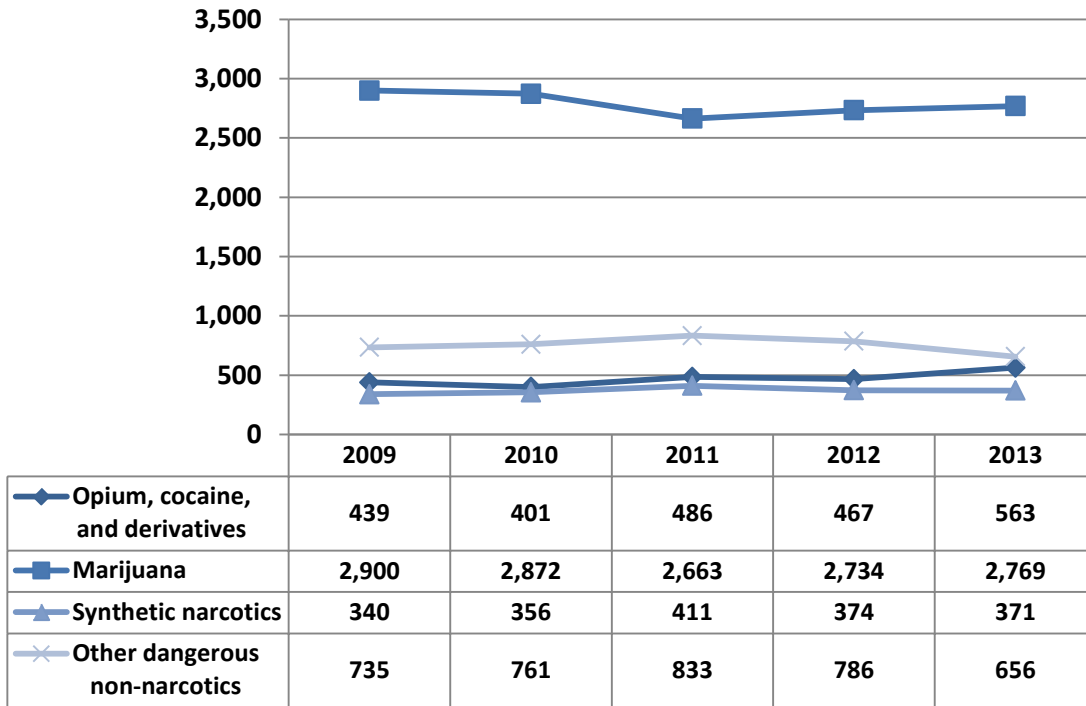 3,500
3,000
2,500
2,000
1,500
1,000
500
0
2009 2010 2011 2012 2013
Opium, cocaine,
and derivatives
439 401 486 467 563
Marijuana 2,900 2,872 2,663 2,734 2,769
Synthetic narcotics 340 356 411 374 371
Other dangerous
non-narcotics
735 761 833 786 656